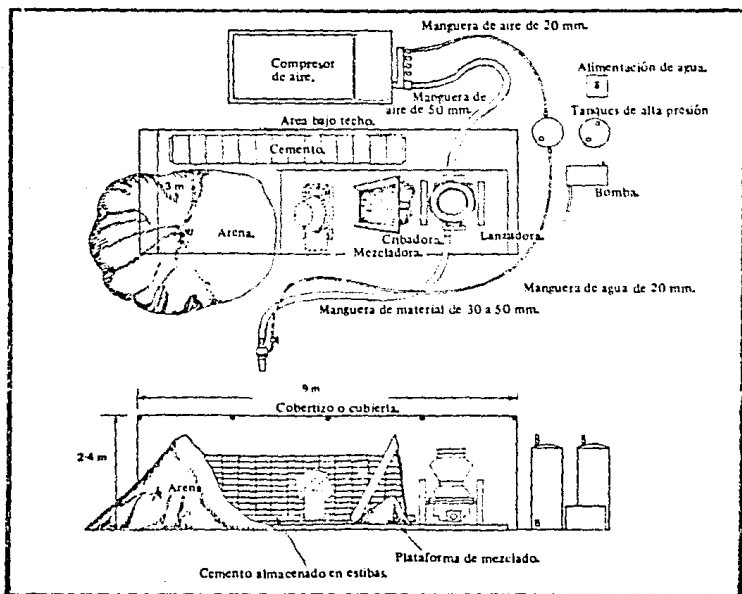 Manguera de aire de 20 mm.
Compresor
de aire.
Alimentación de agua.
Manguera de
aire de 50 mm.
Tanques de alta presión
Area bajo techo.
Cemento.
3 m
Bomba.
Arena.
Cribadora.
Lanzadora.
Mezcladora.
Manguera de agua de 20 mm.
Manguera de material de 30 a 50 mm.
9 m
Cobertizo o cubierta.
2·4 m
Arena
Plataforma de mezclado.
Cemento almacenado en estibas.